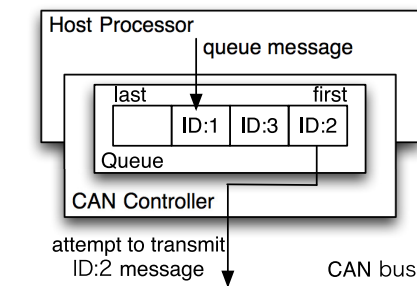 Host Processor
queue message
last first
ID:1 ID:3 ID:2
Queue
CAN Controller
attempt to transmit
ID:2 message
CAN bus